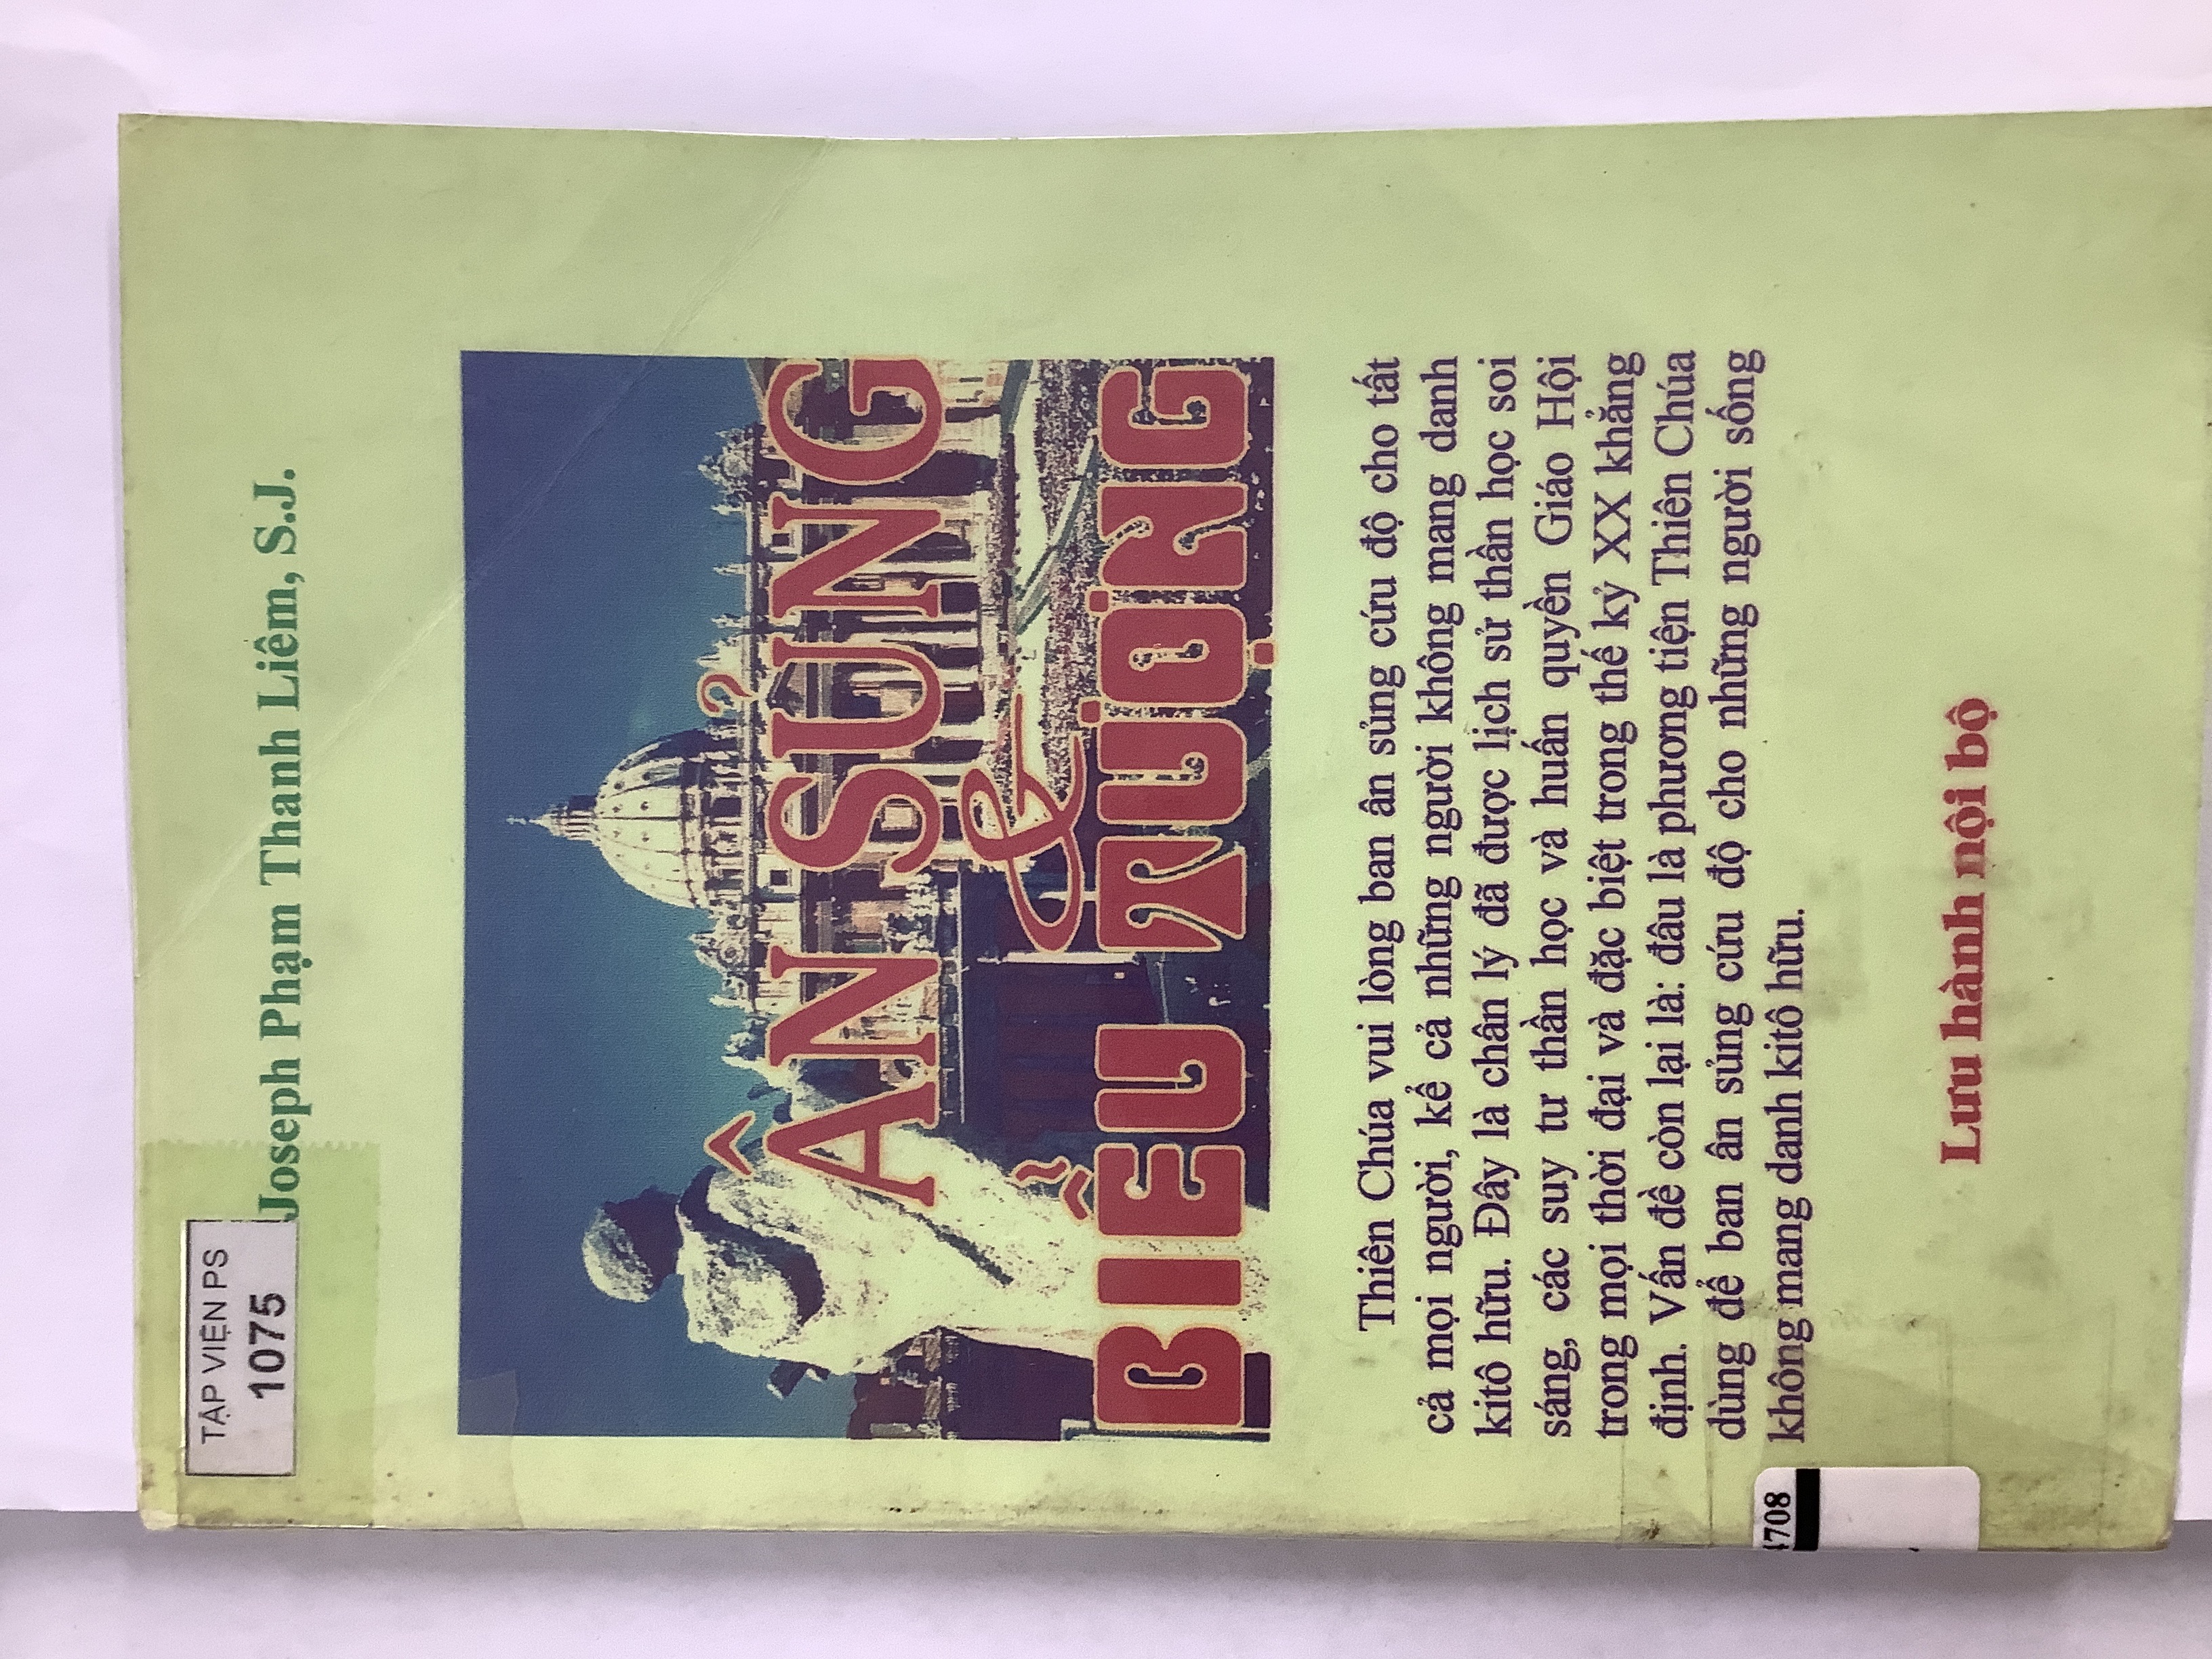 TẬP VIỆN PS
1075
Joseph Phạm Thanh Liêm, S.J.
ÂN SỦNG
&
BIỂU TƯỢNG
Thiên Chúa vui lòng ban ân sủng cứu độ cho tất
cả mọi người, kể cả những người không mang danh
kitô hữu. Đây là chân lý đã được lịch sử thần học soi
sáng, các suy tư thần học và huấn quyền Giáo Hội
trong mọi thời đại và đặc biệt trong thế kỷ XX khẳng
định. Vấn đề còn lại là: đâu là phương tiện Thiên Chúa
dùng để ban ân sủng cứu độ cho những người sống
không mang danh kitô hữu.
Lưu hành nội bộ